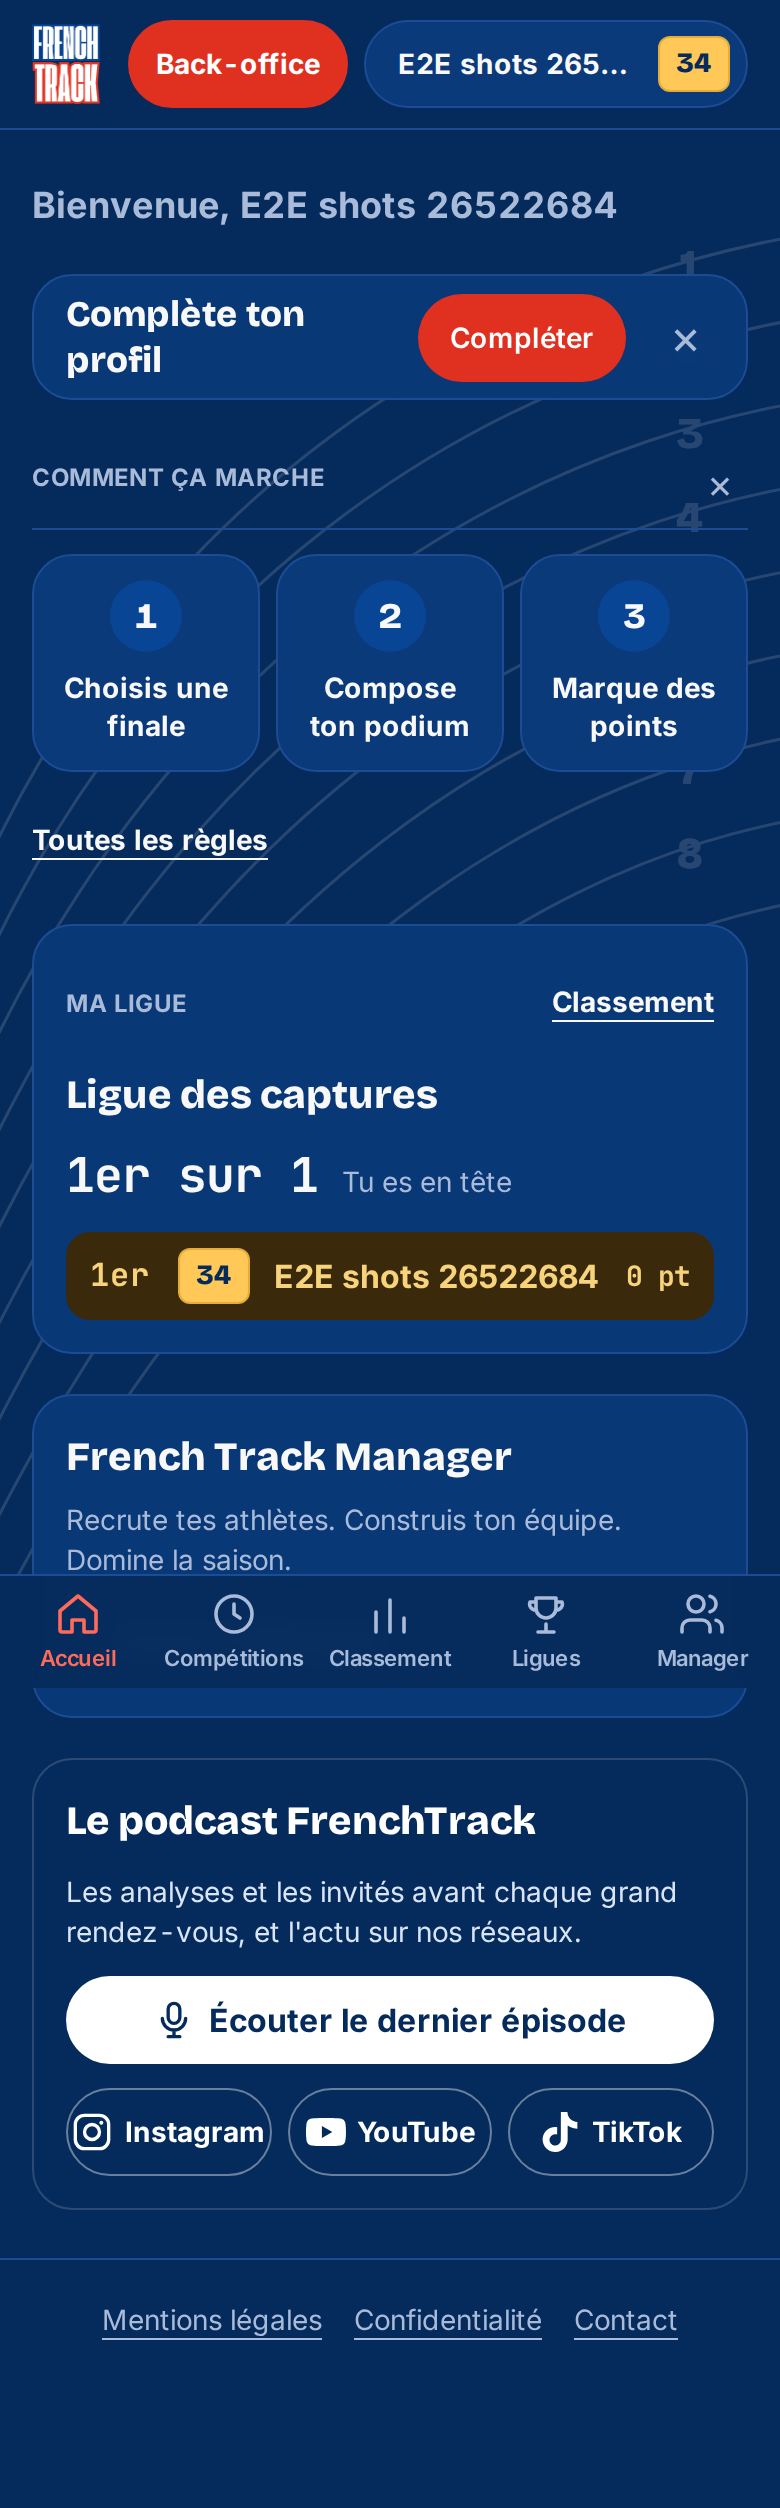 FRENCH
TRACK
Back-office
E2E shots 265...
34
Bienvenue, E2E shots 26522684
1
Complète ton
profil
Compléter
×
3
COMMENT ÇA MARCHE
×
4
1
2
3
Choisis une
finale
Compose
ton podium
Marque des
points
7
Toutes les règles
8
MA LIGUE
Classement
Ligue des captures
1er sur 1
Tu es en tête
1er
34
E2E shots 26522684
0 pt
French Track Manager
Recrute tes athlètes. Construis ton équipe.
Domine la saison.
Accueil
Compétitions
Classement
Ligues
Manager
Le podcast FrenchTrack
Les analyses et les invités avant chaque grand
rendez-vous, et l'actu sur nos réseaux.
Écouter le dernier épisode
Instagram
YouTube
TikTok
Mentions légales
Confidentialité
Contact